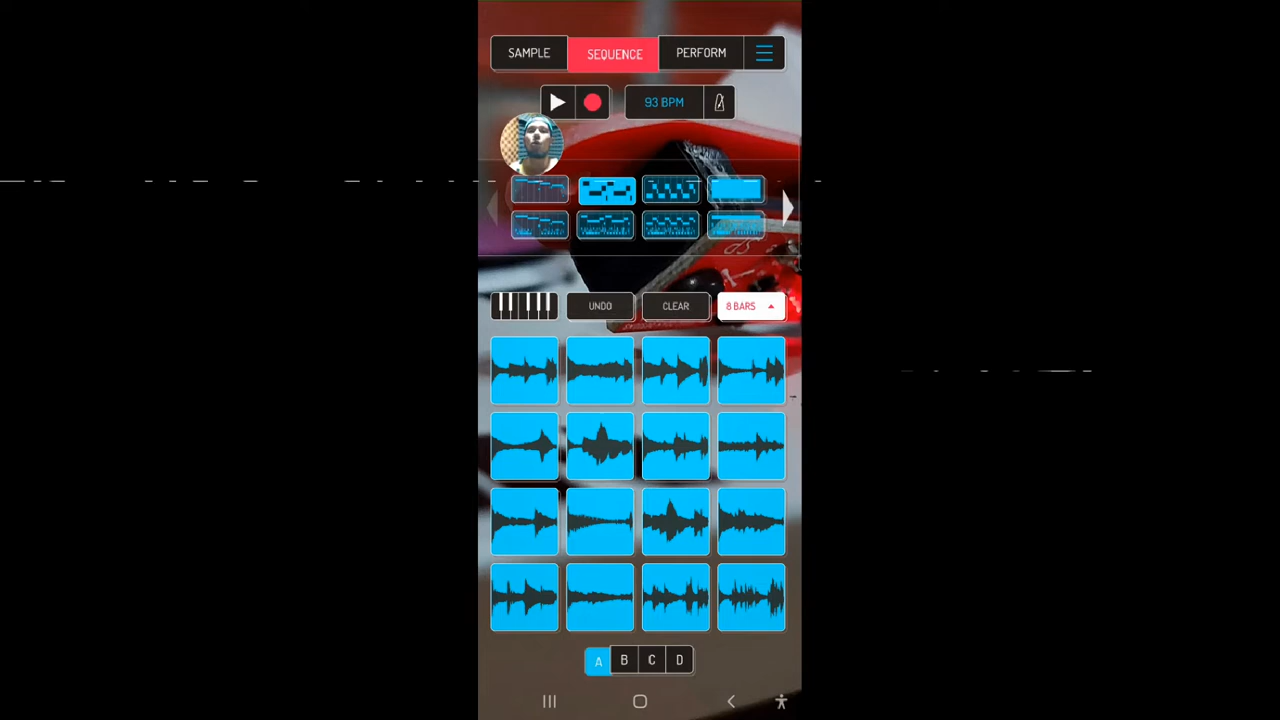 SAMPLE SEQUENCE PERFORM
93 BPM
UNDO CLEAR 8 BARS
A B C D